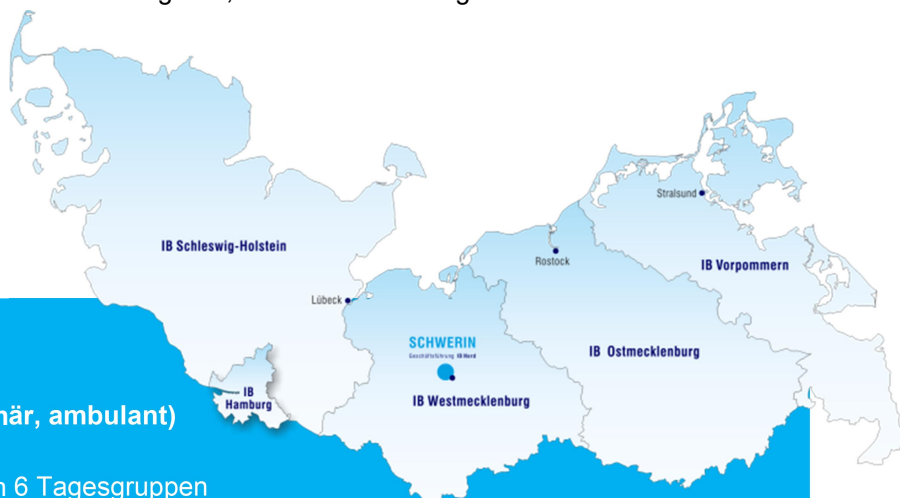 Stralsund
IB Schleswig-Holstein
Rostock
IB Vorpommern
Lübeck
SCHWERIN
Geschäftsführung IB Nord
IB Ostmecklenburg
IB
Hamburg
IB Westmecklenburg
ambulant)
6 Tagesgruppen